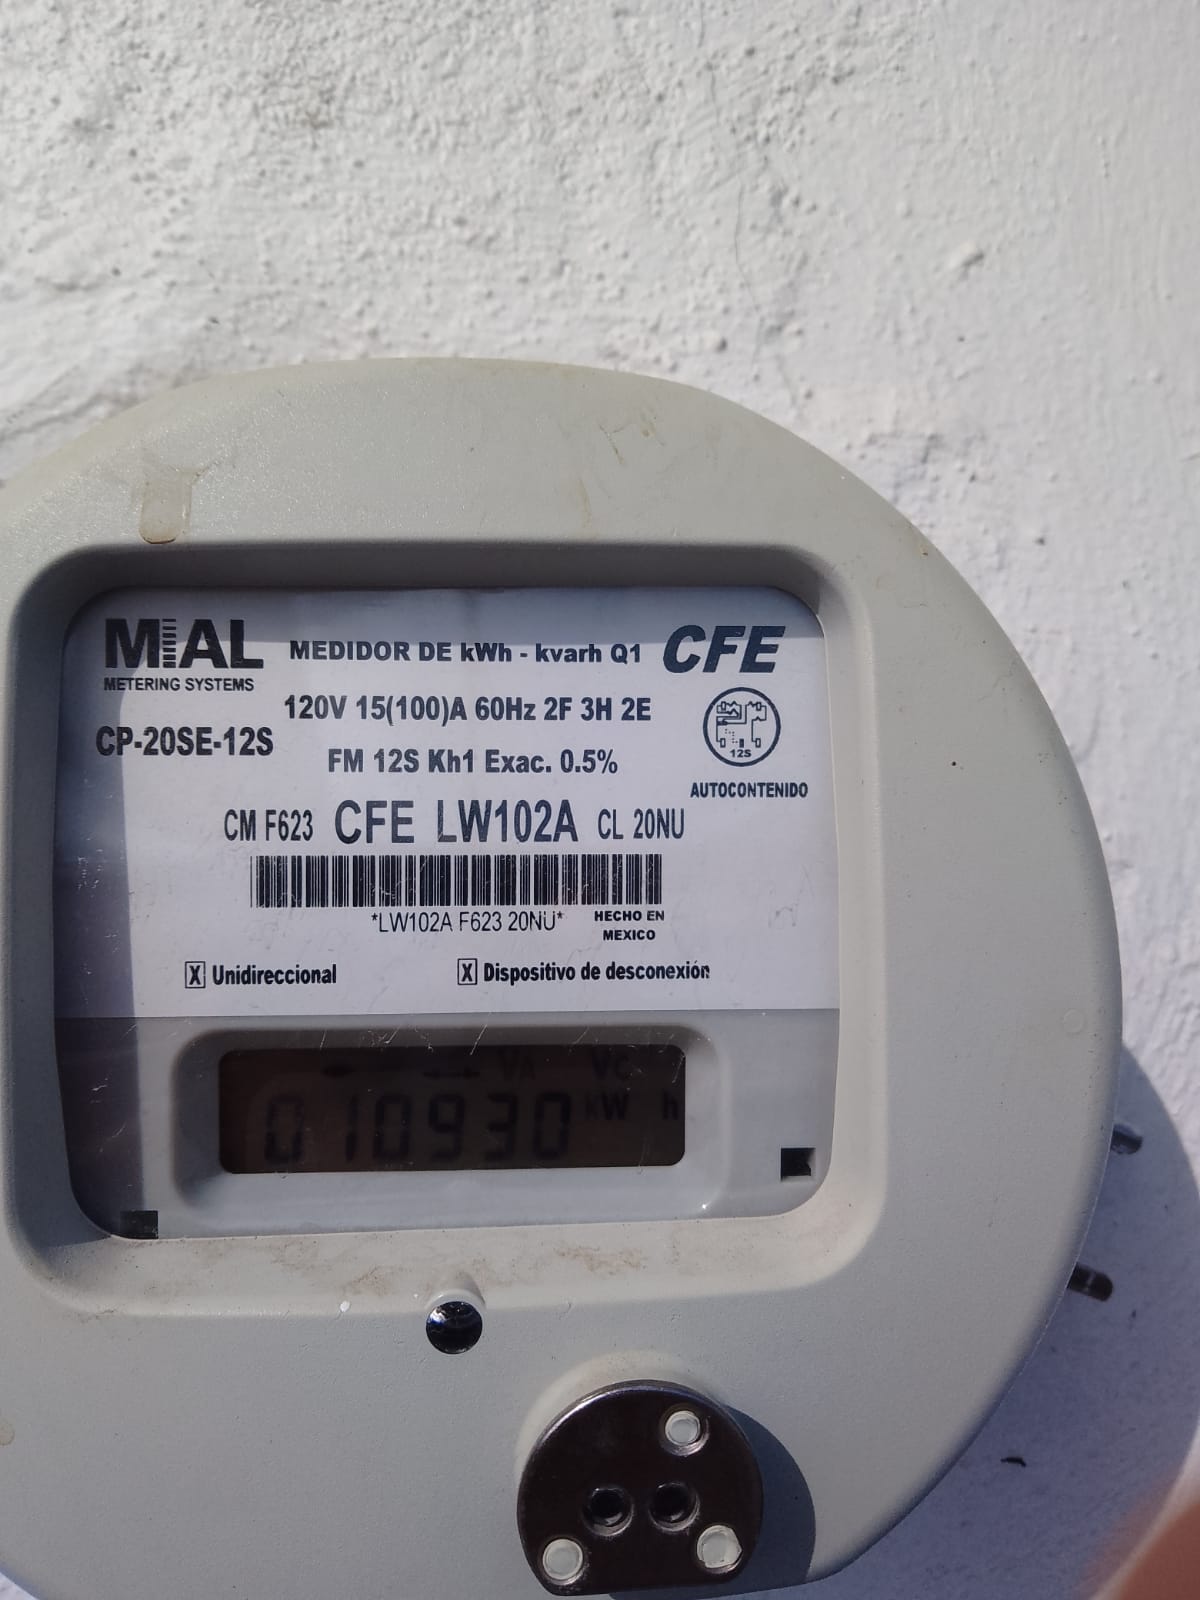 MIAL
METERING SYSTEMS
MEDIDOR DE kWh - kvarh Q1
CFE
120V 15(100)A 60Hz 2F 3H 2E
CP-20SE-12S
FM 12S Kh1 Exac. 0.5%
12S
AUTOCONTENIDO
CM F623 CFE LW102A CL 20NU
*LW102A F623 20NU*
HECHO EN
MEXICO
X Unidireccional
X Dispositivo de desconexión
VA Vc
010930 kW h